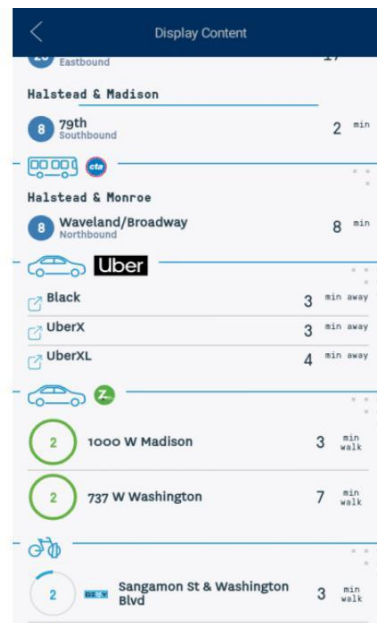 Display Content
Eastbound
Halstead & Madison
8 79th 2 min
Southbound
cta
Halstead & Monroe
8 Waveland/Broadway 8 min
Northbound
Uber
Black 3 min away
UberX 3 min away
UberXL 4 min away
Z
2 1000 W Madison 3 min walk
2 737 W Washington 7 min walk
2 Sangamon St & Washington Blvd 3 min walk